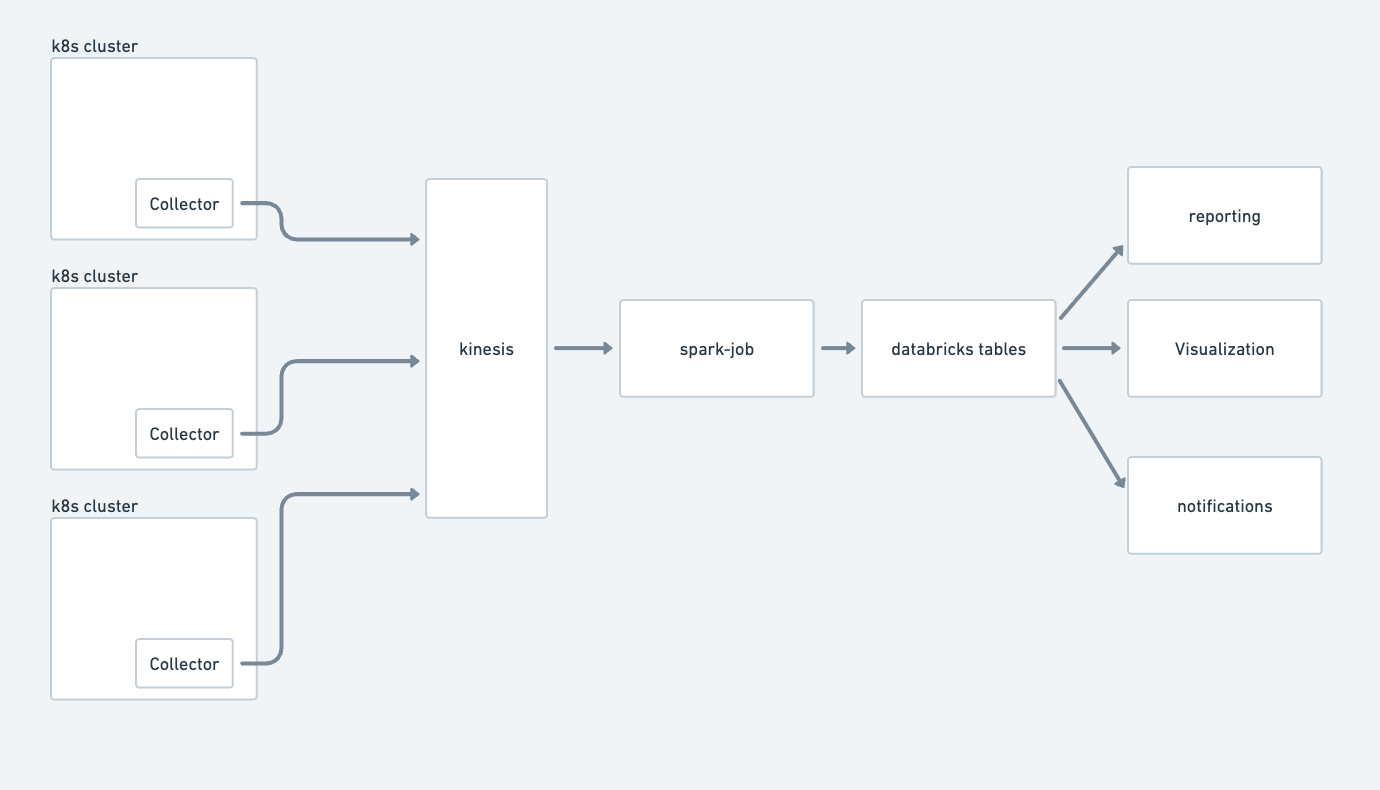 k8s cluster
Collector
k8s cluster
Collector
k8s cluster
Collector
kinesis
spark-job
databricks tables
reporting
Visualization
notifications